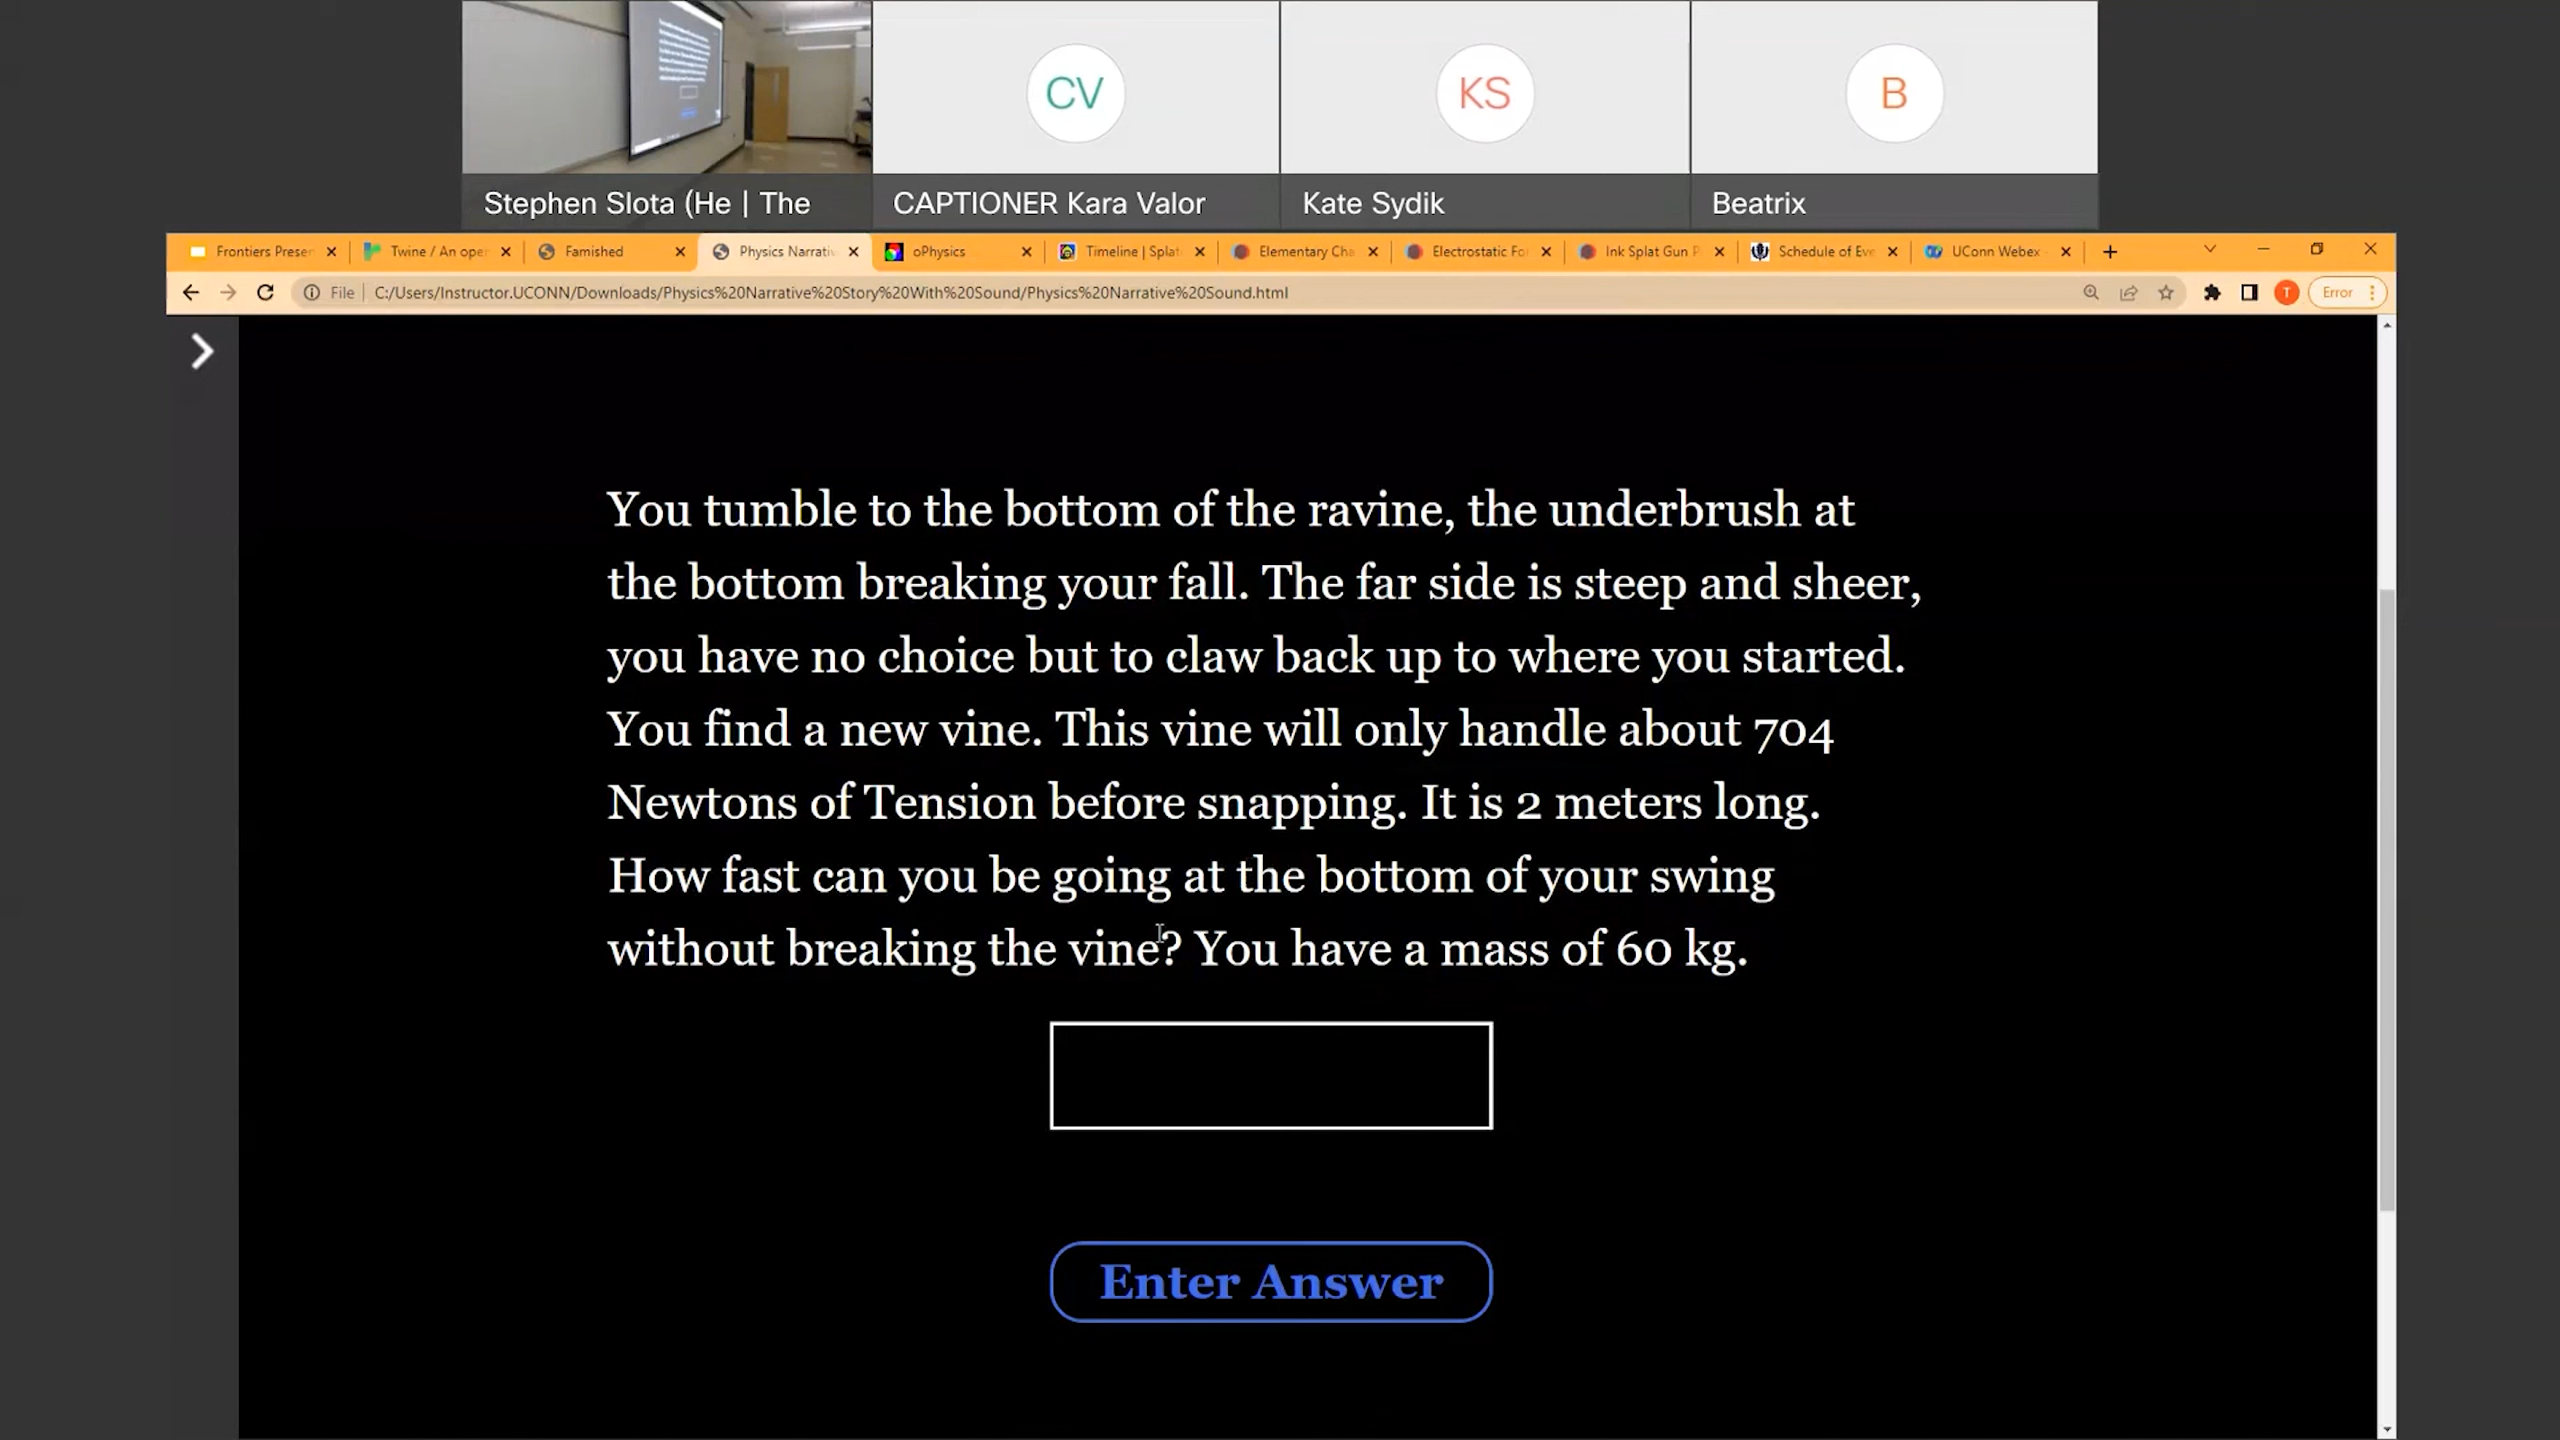 CV
KS
B
Stephen Slota (He | The
CAPTIONER Kara Valor
Kate Sydik
Beatrix
Frontiers Preser
Twine / An oper
Famished
Physics Narrativ
oPhysics
Timeline | Splat
Elementary Cha
Electrostatic Fo
Ink Splat Gun P
Schedule of Eve
UConn Webex -
File
C:/Users/Instructor.UCONN/Downloads/Physics%20Narrative%20Story%20With%20Sound/Physics%20Narrative%20Sound.html
T
Error
You tumble to the bottom of the ravine, the underbrush at
the bottom breaking your fall. The far side is steep and sheer,
you have no choice but to claw back up to where you started.
You find a new vine. This vine will only handle about 704
Newtons of Tension before snapping. It is 2 meters long.
How fast can you be going at the bottom of your swing
without breaking the vine? You have a mass of 60 kg.
Enter Answer